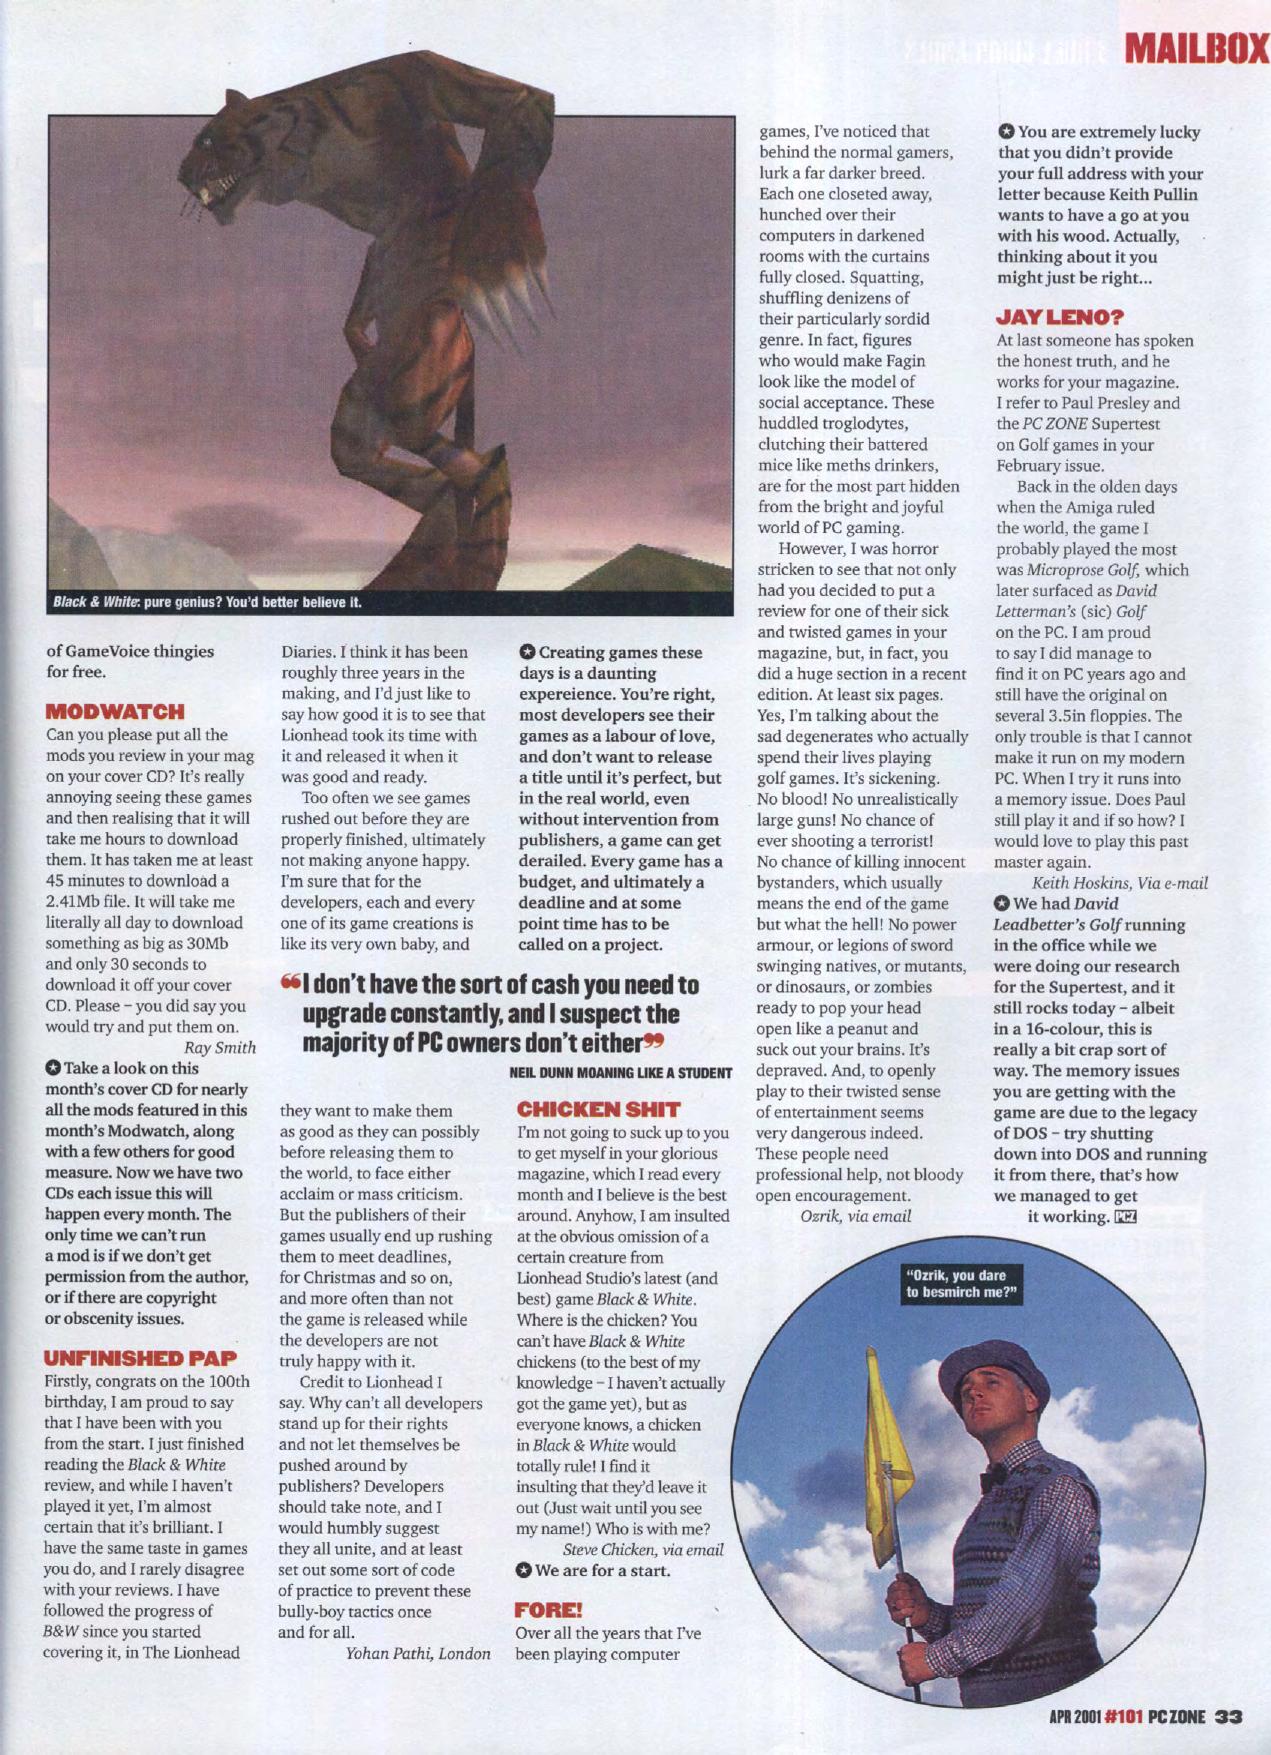 MAILBOX
Black & White: pure genius? You'd better believe it.
of GameVoice thingies
for free.
MODWATCH
Can you please put all the
mods you review in your mag
on your cover CD? It's really
annoying seeing these games
and then realising that it will
take me hours to download
them. It has taken me at least
45 minutes to download a
2.41Mb file. It will take me
literally all day to download
something as big as 30Mb
and only 30 seconds to
download it off your cover
CD. Please – you did say you
would try and put them on.
Ray Smith
✪ Take a look on this
month's cover CD for nearly
all the mods featured in this
month's Modwatch, along
with a few others for good
measure. Now we have two
CDs each issue this will
happen every month. The
only time we can't run
a mod is if we don't get
permission from the author,
or if there are copyright
or obscenity issues.
UNFINISHED PAP
Firstly, congrats on the 100th
birthday, I am proud to say
that I have been with you
from the start. I just finished
reading the Black & White
review, and while I haven't
played it yet, I'm almost
certain that it's brilliant. I
have the same taste in games
you do, and I rarely disagree
with your reviews. I have
followed the progress of
B&W since you started
covering it, in The Lionhead
Diaries. I think it has been
roughly three years in the
making, and I'd just like to
say how good it is to see that
Lionhead took its time with
it and released it when it
was good and ready.
Too often we see games
rushed out before they are
properly finished, ultimately
not making anyone happy.
I'm sure that for the
developers, each and every
one of its game creations is
like its very own baby, and
they want to make them
as good as they can possibly
before releasing them to
the world, to face either
acclaim or mass criticism.
But the publishers of their
games usually end up rushing
them to meet deadlines,
for Christmas and so on,
and more often than not
the game is released while
the developers are not
truly happy with it.
Credit to Lionhead I
say. Why can't all developers
stand up for their rights
and not let themselves be
pushed around by
publishers? Developers
should take note, and I
would humbly suggest
they all unite, and at least
set out some sort of code
of practice to prevent these
bully-boy tactics once
and for all.
Yohan Pathi, London
✪ Creating games these
days is a daunting
expereience. You're right,
most developers see their
games as a labour of love,
and don't want to release
a title until it's perfect, but
in the real world, even
without intervention from
publishers, a game can get
derailed. Every game has a
budget, and ultimately a
deadline and at some
point time has to be
called on a project.
“I don't have the sort of cash you need to
upgrade constantly, and I suspect the
majority of PC owners don't either”
NEIL DUNN MOANING LIKE A STUDENT
CHICKEN SHIT
I'm not going to suck up to you
to get myself in your glorious
magazine, which I read every
month and I believe is the best
around. Anyhow, I am insulted
at the obvious omission of a
certain creature from
Lionhead Studio's latest (and
best) game Black & White.
Where is the chicken? You
can't have Black & White
chickens (to the best of my
knowledge – I haven't actually
got the game yet), but as
everyone knows, a chicken
in Black & White would
totally rule! I find it
insulting that they'd leave it
out (Just wait until you see
my name!) Who is with me?
Steve Chicken, via email
✪ We are for a start.
FORE!
Over all the years that I've
been playing computer
games, I've noticed that
behind the normal gamers,
lurk a far darker breed.
Each one closeted away,
hunched over their
computers in darkened
rooms with the curtains
fully closed. Squatting,
shuffling denizens of
their particularly sordid
genre. In fact, figures
who would make Fagin
look like the model of
social acceptance. These
huddled troglodytes,
clutching their battered
mice like meths drinkers,
are for the most part hidden
from the bright and joyful
world of PC gaming.
However, I was horror
stricken to see that not only
had you decided to put a
review for one of their sick
and twisted games in your
magazine, but, in fact, you
did a huge section in a recent
edition. At least six pages.
Yes, I'm talking about the
sad degenerates who actually
spend their lives playing
golf games. It's sickening.
No blood! No unrealistically
large guns! No chance of
ever shooting a terrorist!
No chance of killing innocent
bystanders, which usually
means the end of the game
but what the hell! No power
armour, or legions of sword
swinging natives, or mutants,
or dinosaurs, or zombies
ready to pop your head
open like a peanut and
suck out your brains. It's
depraved. And, to openly
play to their twisted sense
of entertainment seems
very dangerous indeed.
These people need
professional help, not bloody
open encouragement.
Ozrik, via email
✪ You are extremely lucky
that you didn't provide
your full address with your
letter because Keith Pullin
wants to have a go at you
with his wood. Actually,
thinking about it you
might just be right...
JAY LENO?
At last someone has spoken
the honest truth, and he
works for your magazine.
I refer to Paul Presley and
the PC ZONE Supertest
on Golf games in your
February issue.
Back in the olden days
when the Amiga ruled
the world, the game I
probably played the most
was Microprose Golf, which
later surfaced as David
Letterman's (sic) Golf
on the PC. I am proud
to say I did manage to
find it on PC years ago and
still have the original on
several 3.5in floppies. The
only trouble is that I cannot
make it run on my modern
PC. When I try it runs into
a memory issue. Does Paul
still play it and if so how? I
would love to play this past
master again.
Keith Hoskins, Via e-mail
✪ We had David
Leadbetter's Golf running
in the office while we
were doing our research
for the Supertest, and it
still rocks today – albeit
in a 16-colour, this is
really a bit crap sort of
way. The memory issues
you are getting with the
game are due to the legacy
of DOS – try shutting
down into DOS and running
it from there, that's how
we managed to get
it working. PCZ
“Ozrik, you dare
to besmirch me?”
APR 2001 #101 PC ZONE 33